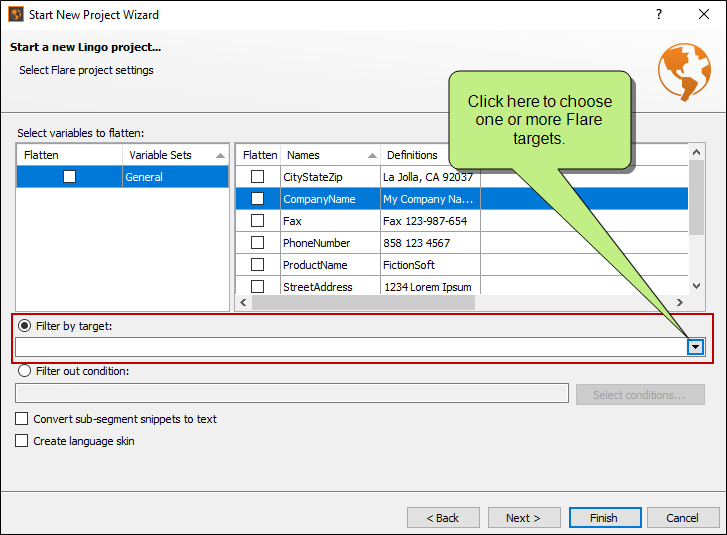 Start New Project Wizard
?
Start a new Lingo project...
Select Flare project settings
Click here to choose
one or more Flare
targets.
Select variables to flatten:
Flatten Variable Sets
General
Flatten Names Definitions
CityStateZip La Jolla, CA 92037
CompanyName My Company Na...
Fax Fax 123-987-654
PhoneNumber 858 123 4567
ProductName FictionSoft
StreetAddress 1234 Lorem Ipsum
Filter by target:
Filter out condition:
Select conditions...
Convert sub-segment snippets to text
Create language skin
< Back Next > Finish Cancel